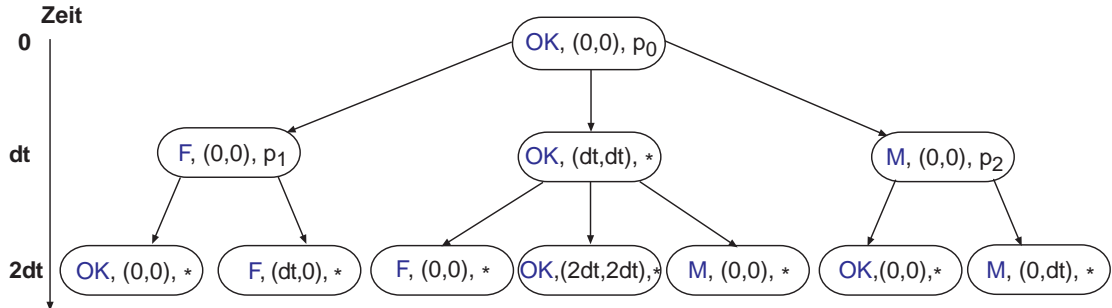 Zeit
0 OK, (0,0), p0
dt F, (0,0), p1 OK, (dt,dt), * M, (0,0), p2
2dt OK, (0,0), * F, (dt,0), * F, (0,0), * OK,(2dt,2dt),* M, (0,0), * OK,(0,0),* M, (0,dt), *